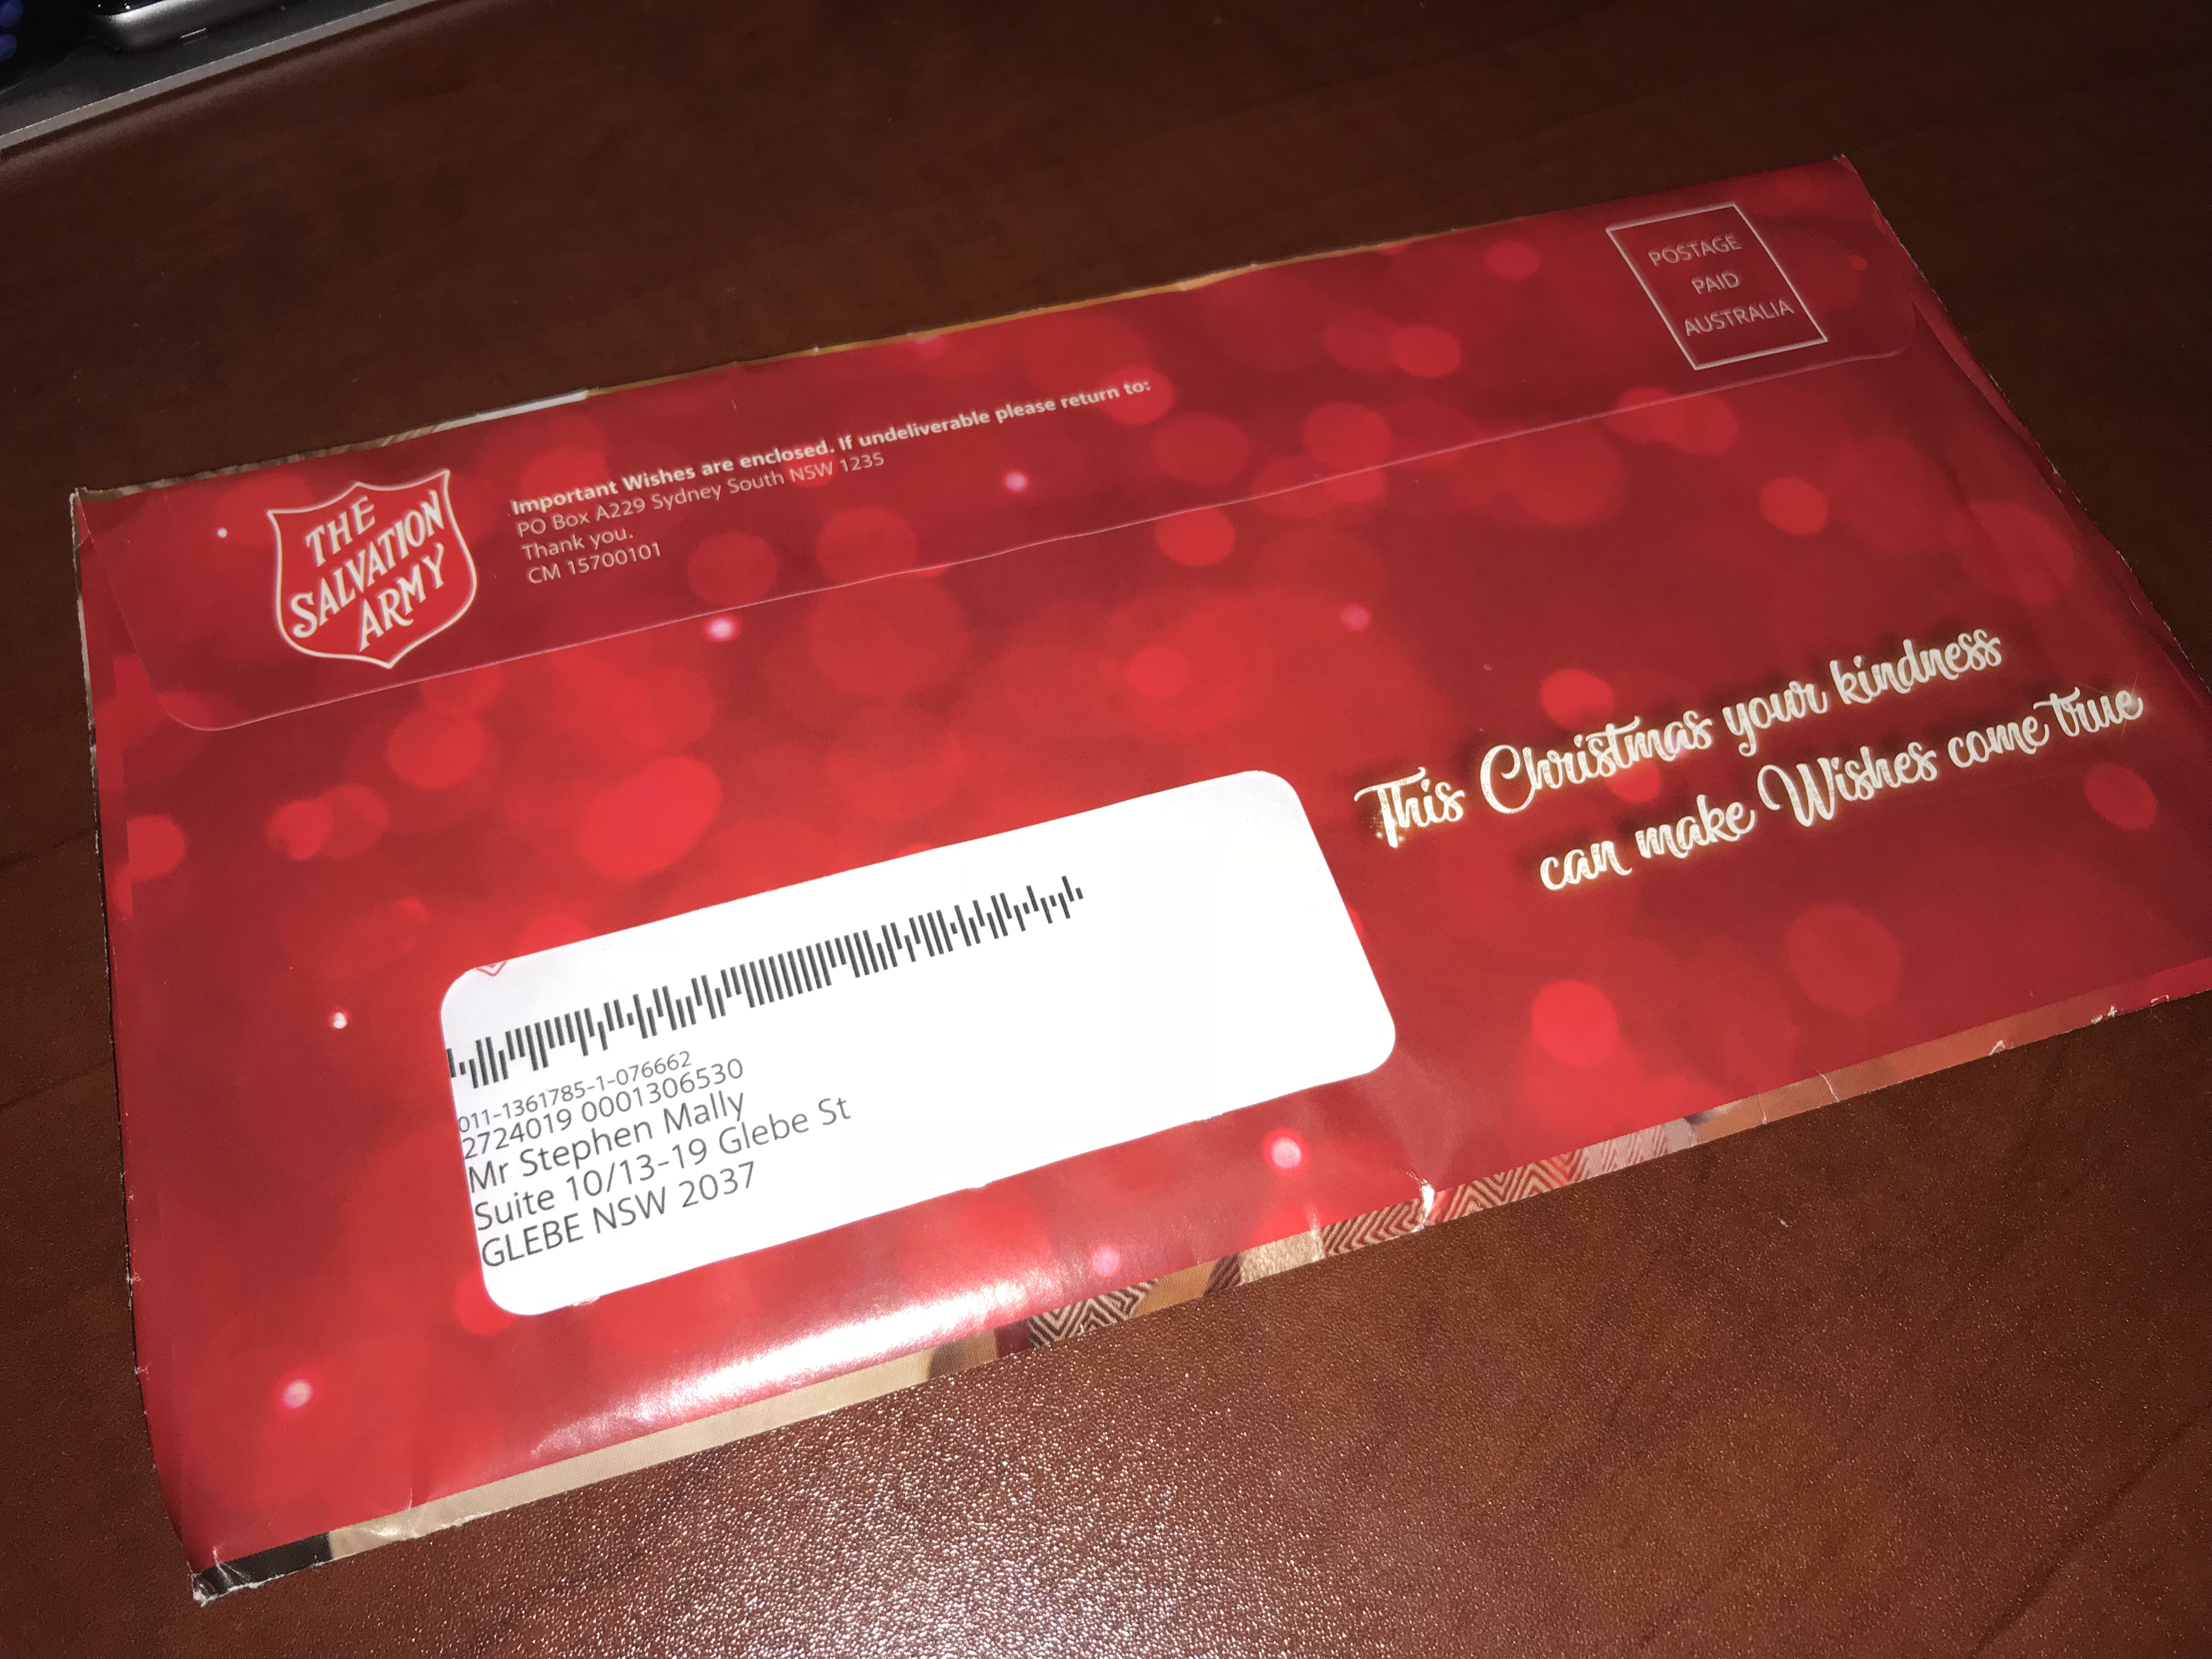 THE
SALVATION
ARMY
Important Wishes are enclosed. If undeliverable please return to:
PO Box A229 Sydney South NSW 1235
Thank you.
CM 15700101
POSTAGE
PAID
AUSTRALIA
This Christmas your kindness
can make Wishes come true
011-1361785-1-076662
2724019 0001306530
Mr Stephen Mally
Suite 10/13-19 Glebe St
GLEBE NSW 2037